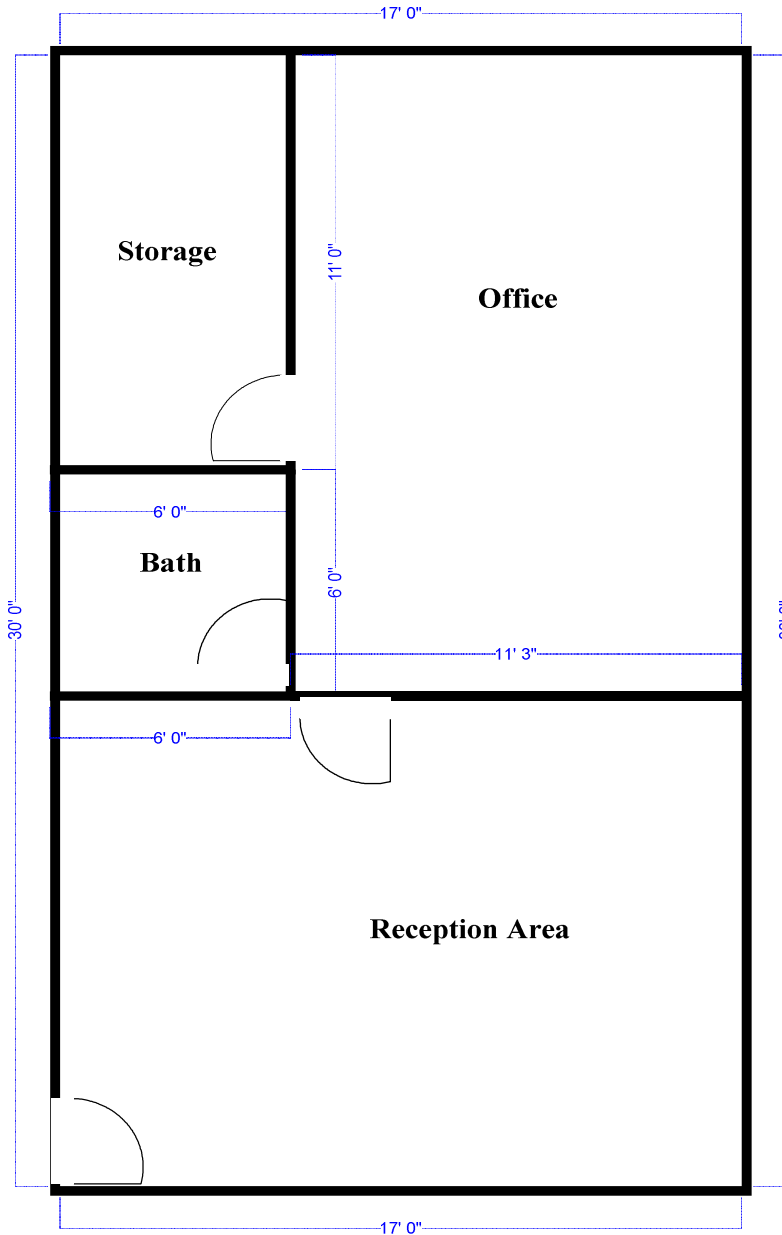 17' 0"
Storage
11' 0"
Office
6' 0"
Bath
6' 0"
30' 0"
11' 3"
6' 0"
Reception Area
17' 0"